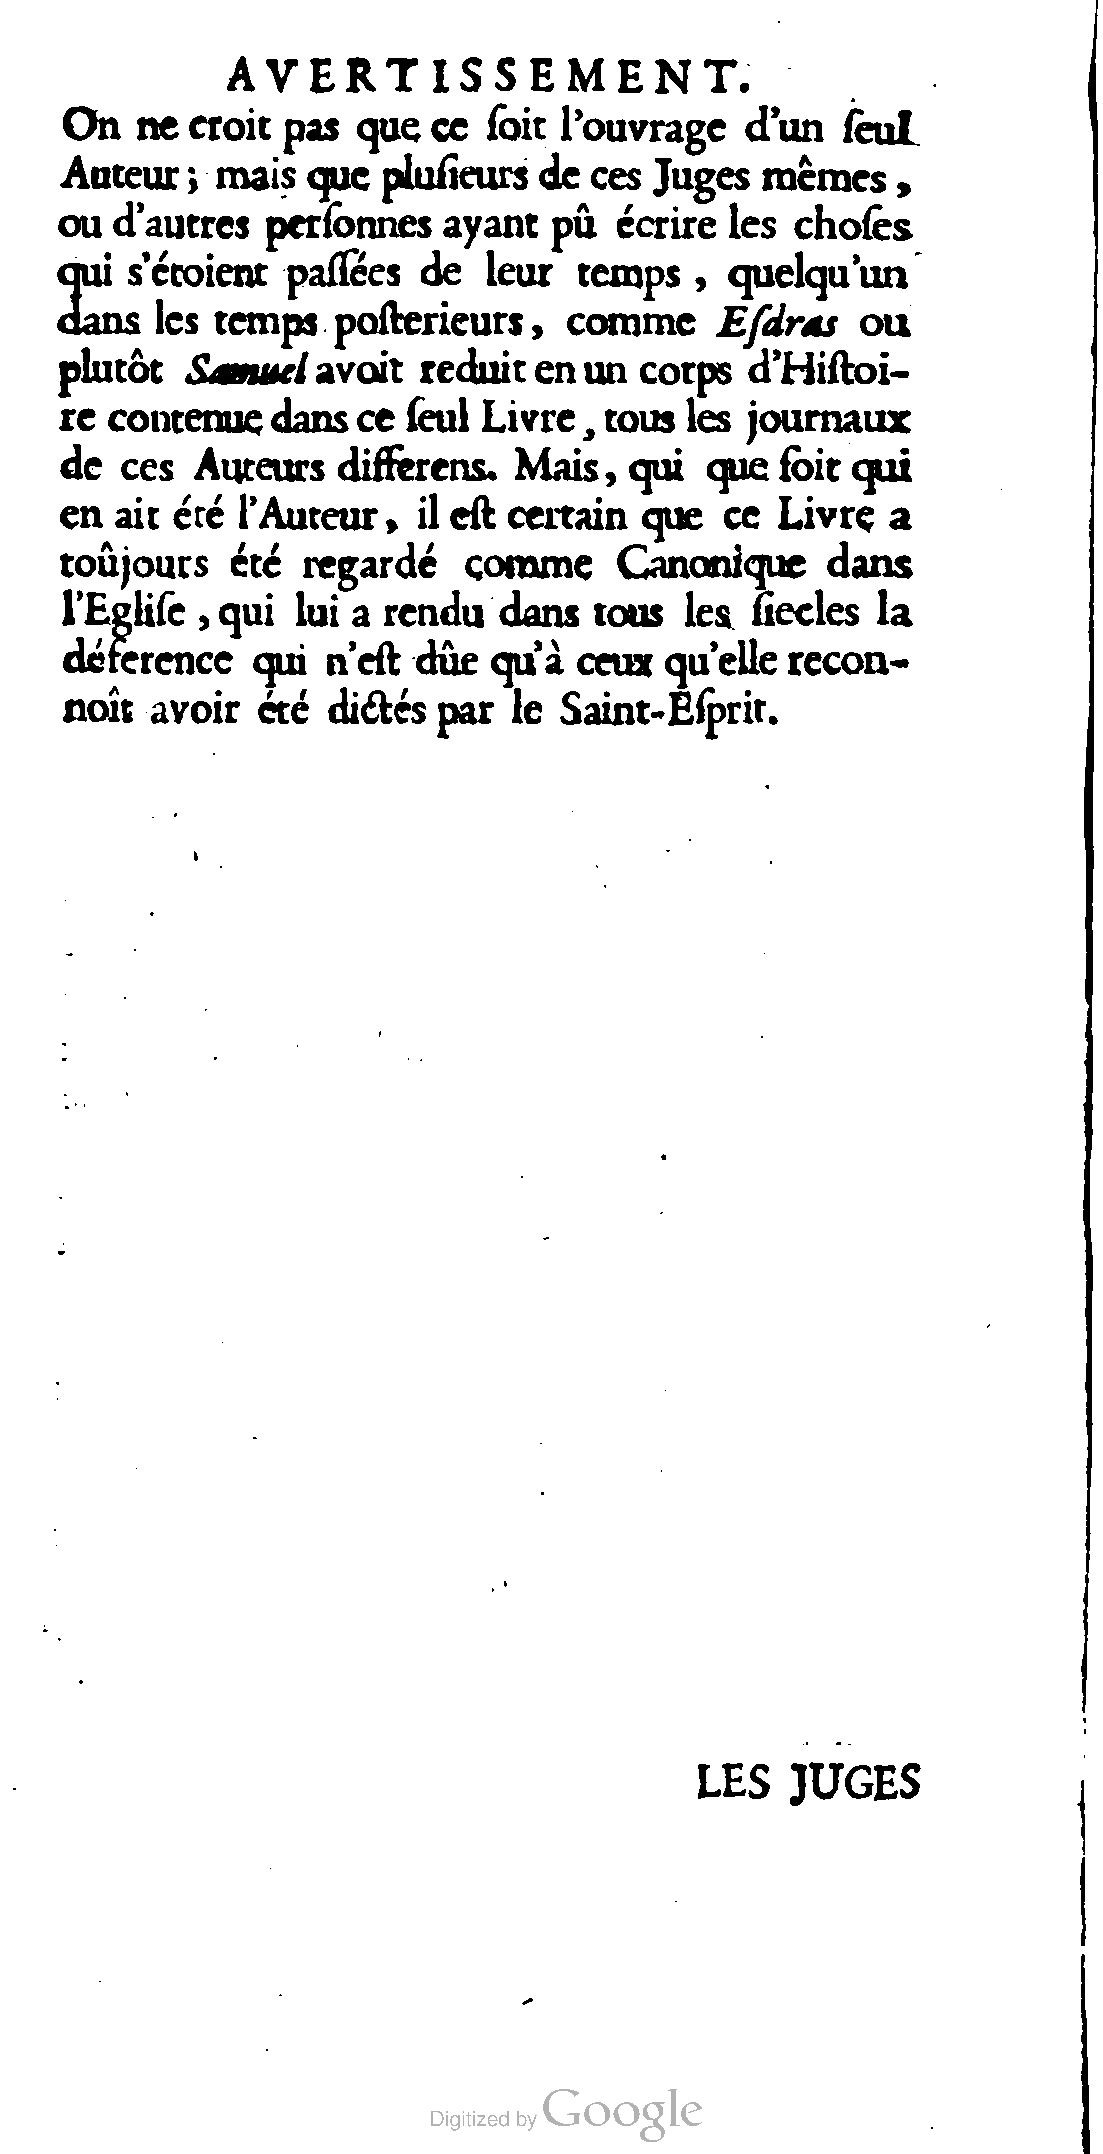 AVERTISSEMENT.
On ne croit pas que ce ſoit l'ouvrage d'un ſeul
Auteur ; mais que pluſieurs de ces Juges mêmes ,
ou d'autres perſonnes ayant pû écrire les choſes
qui s'étoient paſſées de leur temps , quelqu'un
dans les temps poſterieurs, comme Eſdras ou
plutôt Samuel avoit reduit en un corps d'Hiſtoi-
re contenue dans ce ſeul Livre , tous les journaux
de ces Auteurs differens. Mais, qui que ſoit qui
en ait été l'Auteur, il eſt certain que ce Livre a
toûjours été regardé comme Canonique dans
l'Egliſe , qui lui a rendu dans tous les ſiecles la
déference qui n'eſt dûe qu'à ceux qu'elle recon-
noît avoir été dictés par le Saint-Eſprit.
LES JUGES
Digitized by Google